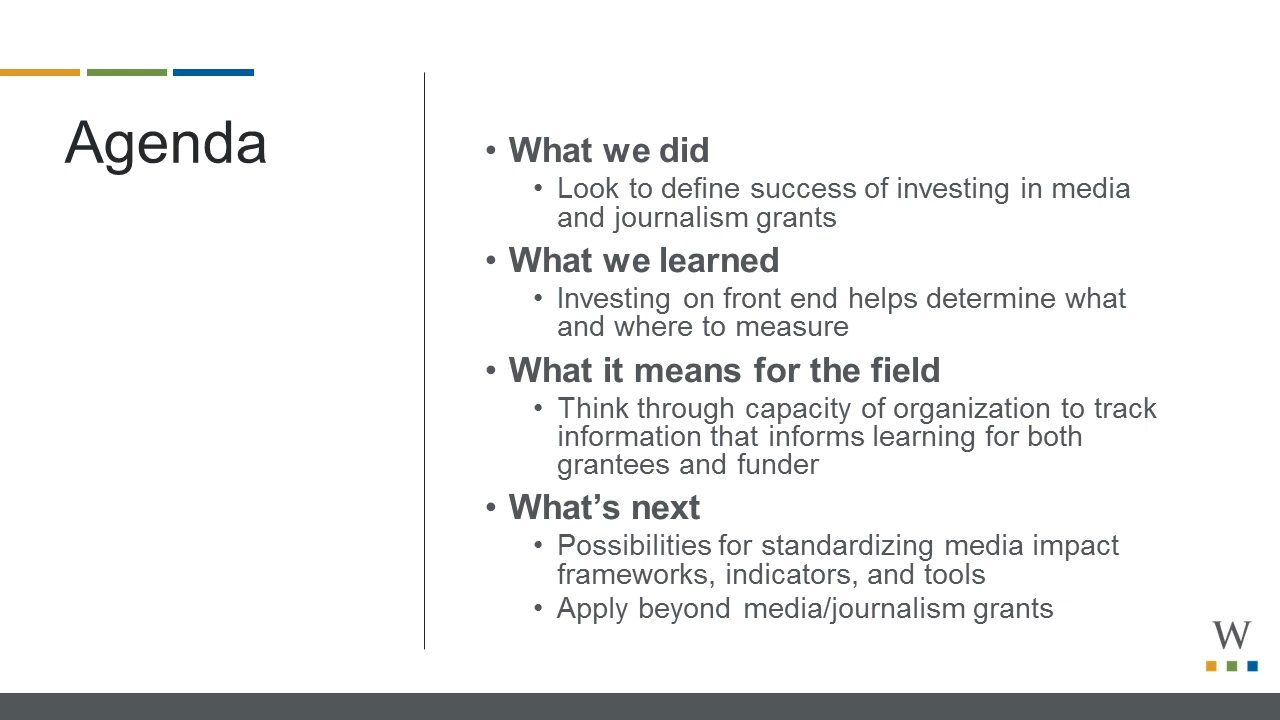 Agenda
• What we did
• Look to define success of investing in media
and journalism grants
• What we learned
• Investing on front end helps determine what
and where to measure
• What it means for the field
• Think through capacity of organization to track
information that informs learning for both
grantees and funder
• What’s next
• Possibilities for standardizing media impact
frameworks, indicators, and tools
• Apply beyond media/journalism grants
W